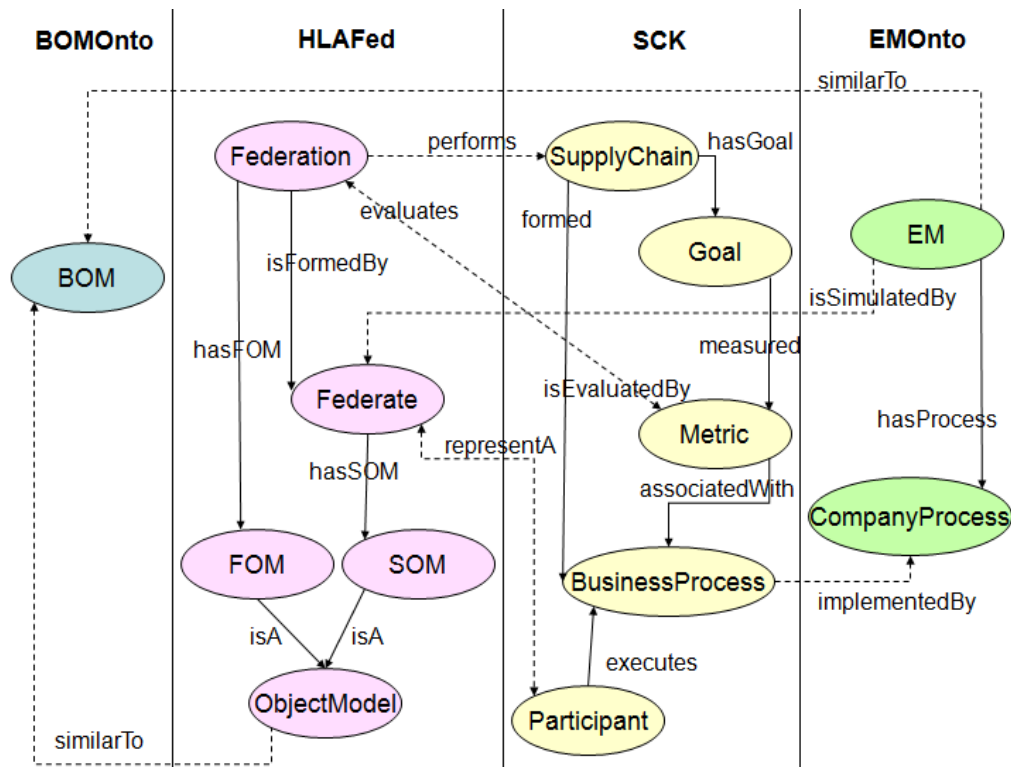 BOMOnto
HLAFed
SCK
EMOnto
similarTo
Federation
performs
SupplyChain
hasGoal
evaluates
formed
EM
Goal
BOM
isFormedBy
isSimulatedBy
hasFOM
measured
isEvaluatedBy
Federate
Metric
hasProcess
representA
hasSOM
associatedWith
CompanyProcess
FOM
SOM
BusinessProcess
implementedBy
isA
isA
executes
ObjectModel
Participant
similarTo